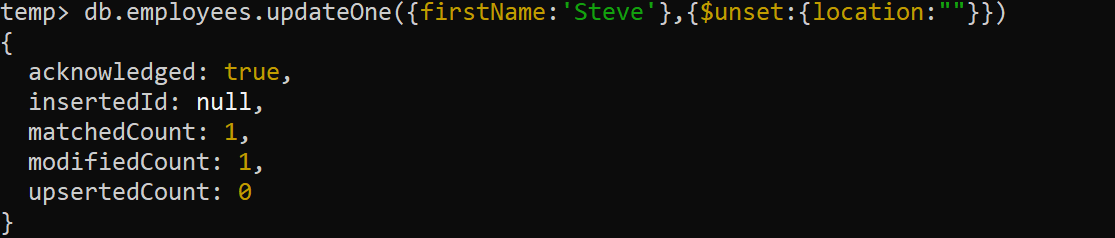 temp> db.employees.updateOne({firstName:'Steve'},{$unset:{location:""}})
{
  acknowledged: true,
  insertedId: null,
  matchedCount: 1,
  modifiedCount: 1,
  upsertedCount: 0
}